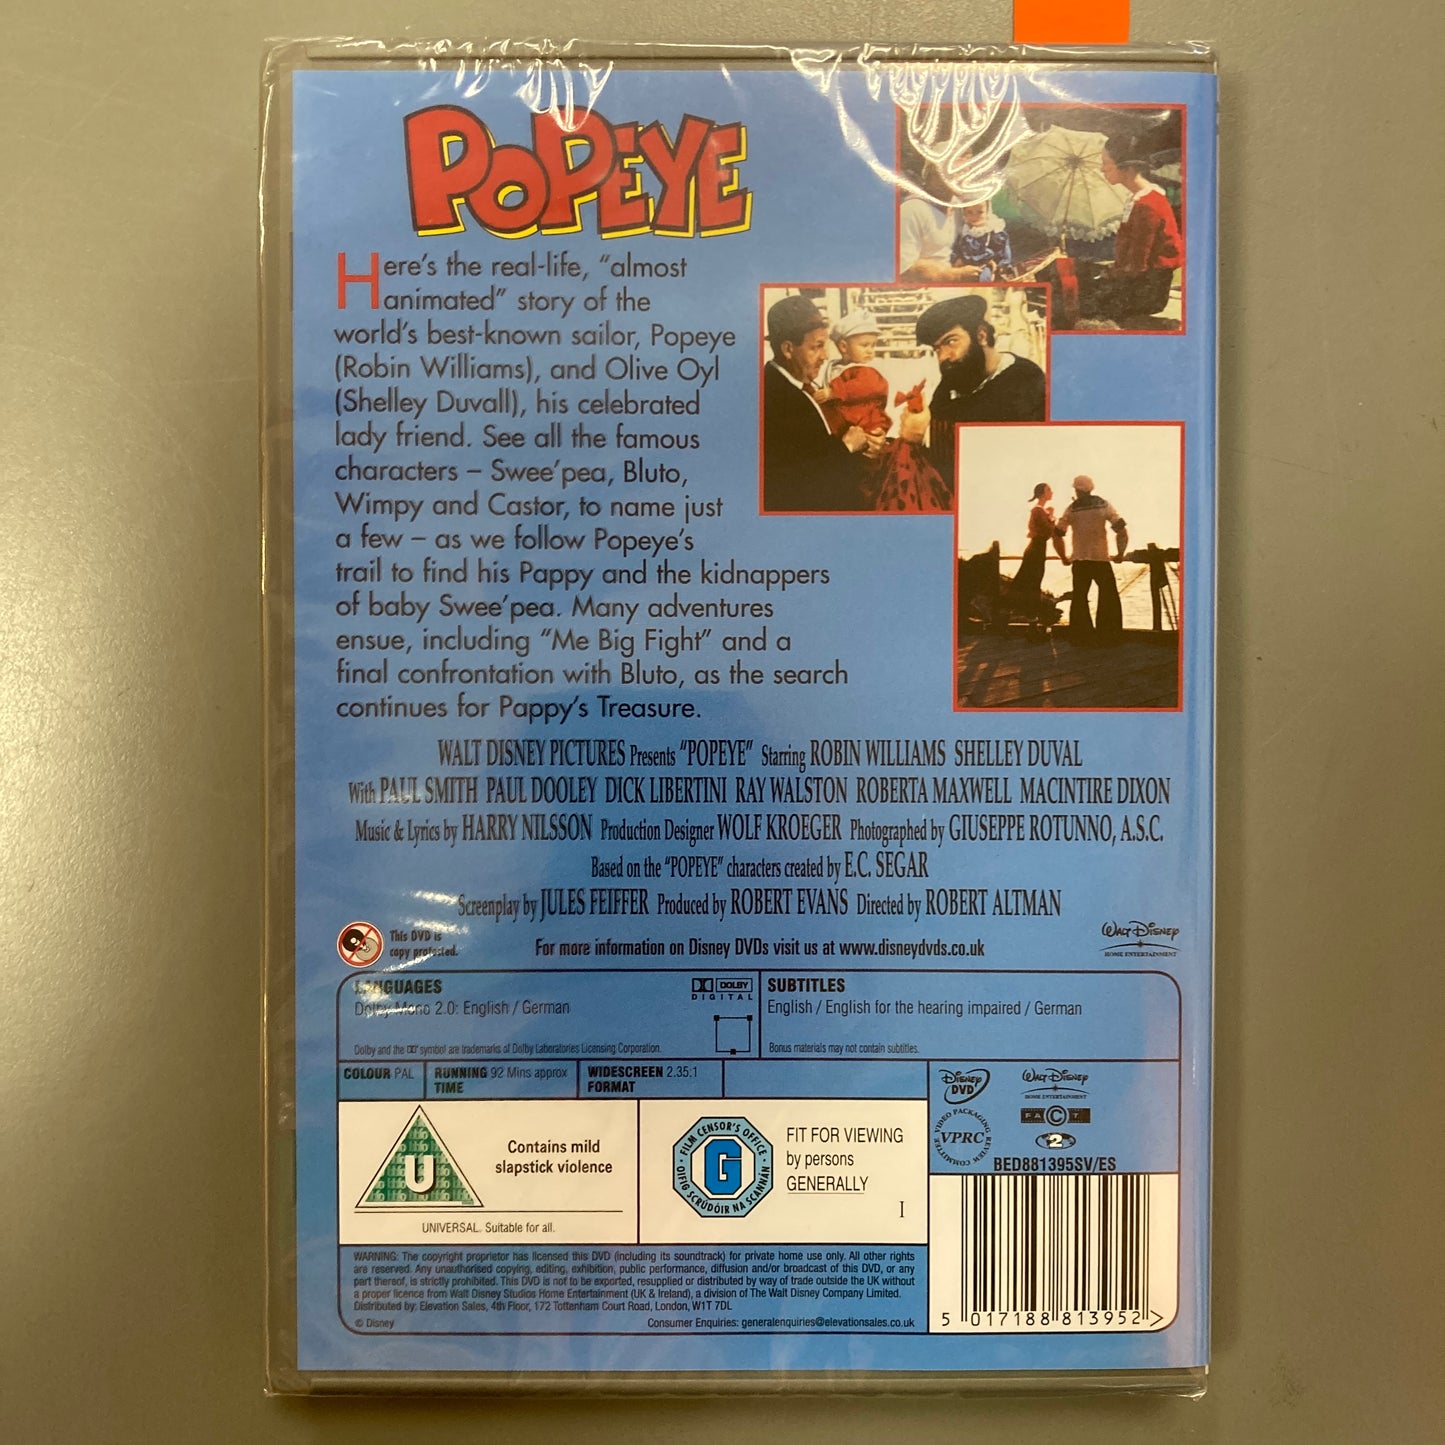 POPEYE
Here's the real-life, "almost
animated" story of the
world's best-known sailor, Popeye
(Robin Williams), and Olive Oyl
(Shelley Duvall), his celebrated
lady friend. See all the famous
characters – Swee'pea, Bluto,
Wimpy and Castor, to name just
a few – as we follow Popeye's
trail to find his Pappy and the kidnappers
of baby Swee'pea. Many adventures
ensue, including "Me Big Fight" and a
final confrontation with Bluto, as the search
continues for Pappy's Treasure.
WALT DISNEY PICTURES Presents "POPEYE" Starring ROBIN WILLIAMS SHELLEY DUVAL
With PAUL SMITH PAUL DOOLEY DICK LIBERTINI RAY WALSTON ROBERTA MAXWELL MACINTIRE DIXON
Music & Lyrics by HARRY NILSSON Production Designer WOLF KROEGER Photographed by GIUSEPPE ROTUNNO, A.S.C.
Based on the "POPEYE" characters created by E.C. SEGAR
Screenplay by JULES FEIFFER Produced by ROBERT EVANS Directed by ROBERT ALTMAN
This DVD is
copy protected.
For more information on Disney DVDs visit us at www.disneydvds.co.uk
WALT DISNEY
HOME ENTERTAINMENT
LANGUAGES
Dolby Mono 2.0: English / German
DOLBY
DIGITAL
Dolby and the DD symbol are trademarks of Dolby Laboratories Licensing Corporation.
SUBTITLES
English / English for the hearing impaired / German
Bonus materials may not contain subtitles.
COLOUR PAL
RUNNING 92 Mins approx
TIME
WIDESCREEN 2.35:1
FORMAT
DISNEY
DVD
WALT DISNEY
HOME ENTERTAINMENT
VIDEO PACKAGING REVIEW COMMITTEE
VPRC
FACT
2
BED881395SV/ES
U
Contains mild
slapstick violence
UNIVERSAL. Suitable for all.
FILM CENSOR'S OFFICE
OIFIG SCRÚDÓIR NA SCANNÁN
G
FIT FOR VIEWING
by persons
GENERALLY
I
WARNING: The copyright proprietor has licensed this DVD (including its soundtrack) for private home use only. All other rights
are reserved. Any unauthorised copying, editing, exhibition, public performance, diffusion and/or broadcast of this DVD, or any
part thereof, is strictly prohibited. This DVD is not to be exported, resupplied or distributed by way of trade outside the UK without
a proper licence from Walt Disney Studios Home Entertainment (UK & Ireland), a division of The Walt Disney Company Limited.
Distributed by: Elevation Sales, 4th Floor, 172 Tottenham Court Road, London, W1T 7DL
© Disney
Consumer Enquiries: generalenquiries@elevationsales.co.uk
5 017188 813952 >